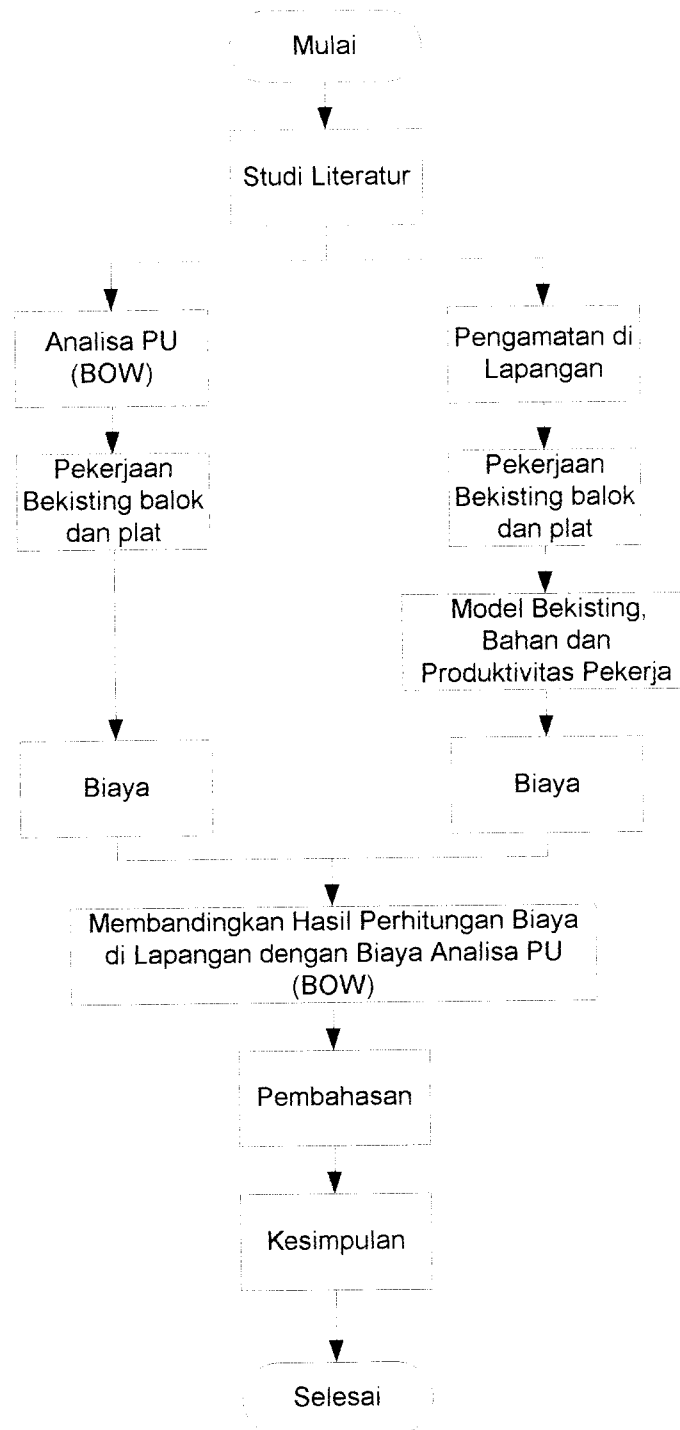 Mulai
Studi Literatur
Analisa PU
(BOW)
Pekerjaan
Bekisting balok
dan plat
Biaya
Pengamatan di
Lapangan
Pekerjaan
Bekisting balok
dan plat
Model Bekisting,
Bahan dan
Produktivitas Pekerja
Biaya
Membandingkan Hasil Perhitungan Biaya
di Lapangan dengan Biaya Analisa PU
(BOW)
Pembahasan
Kesimpulan
Selesai